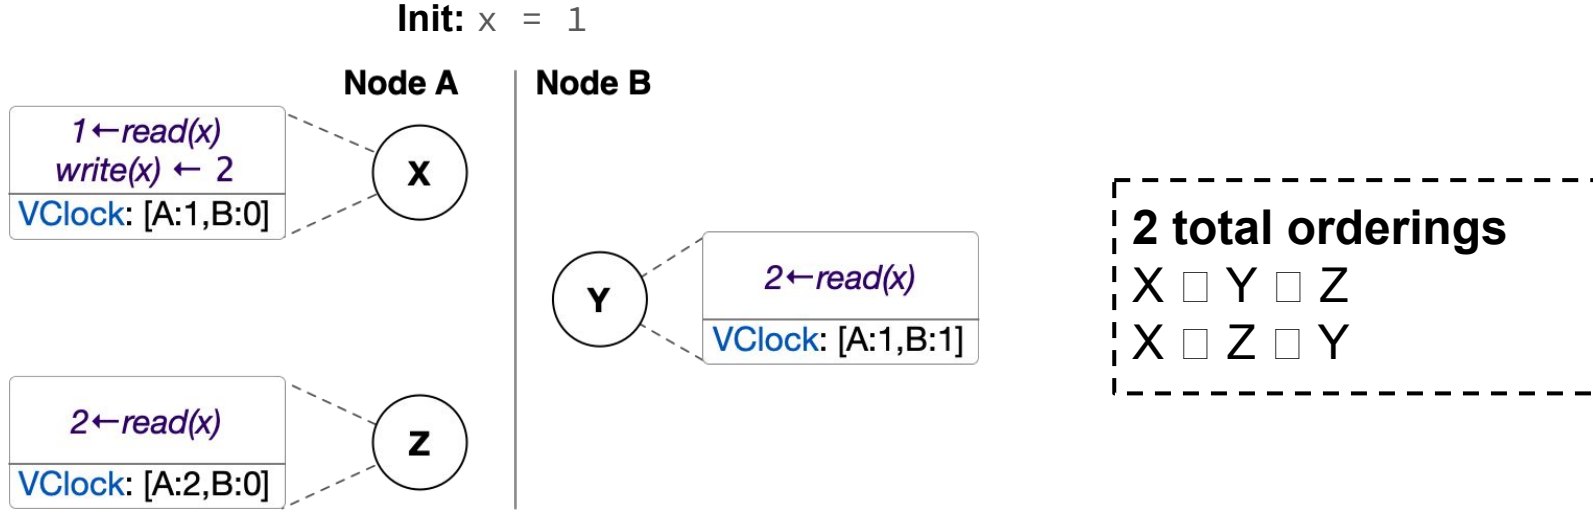 Init: x = 1
Node A
Node B
1←read(x)
write(x) ← 2
VClock: [A:1,B:0]
X
Y
2←read(x)
VClock: [A:1,B:1]
2←read(x)
VClock: [A:2,B:0]
Z
2 total orderings
X □ Y □ Z
X □ Z □ Y